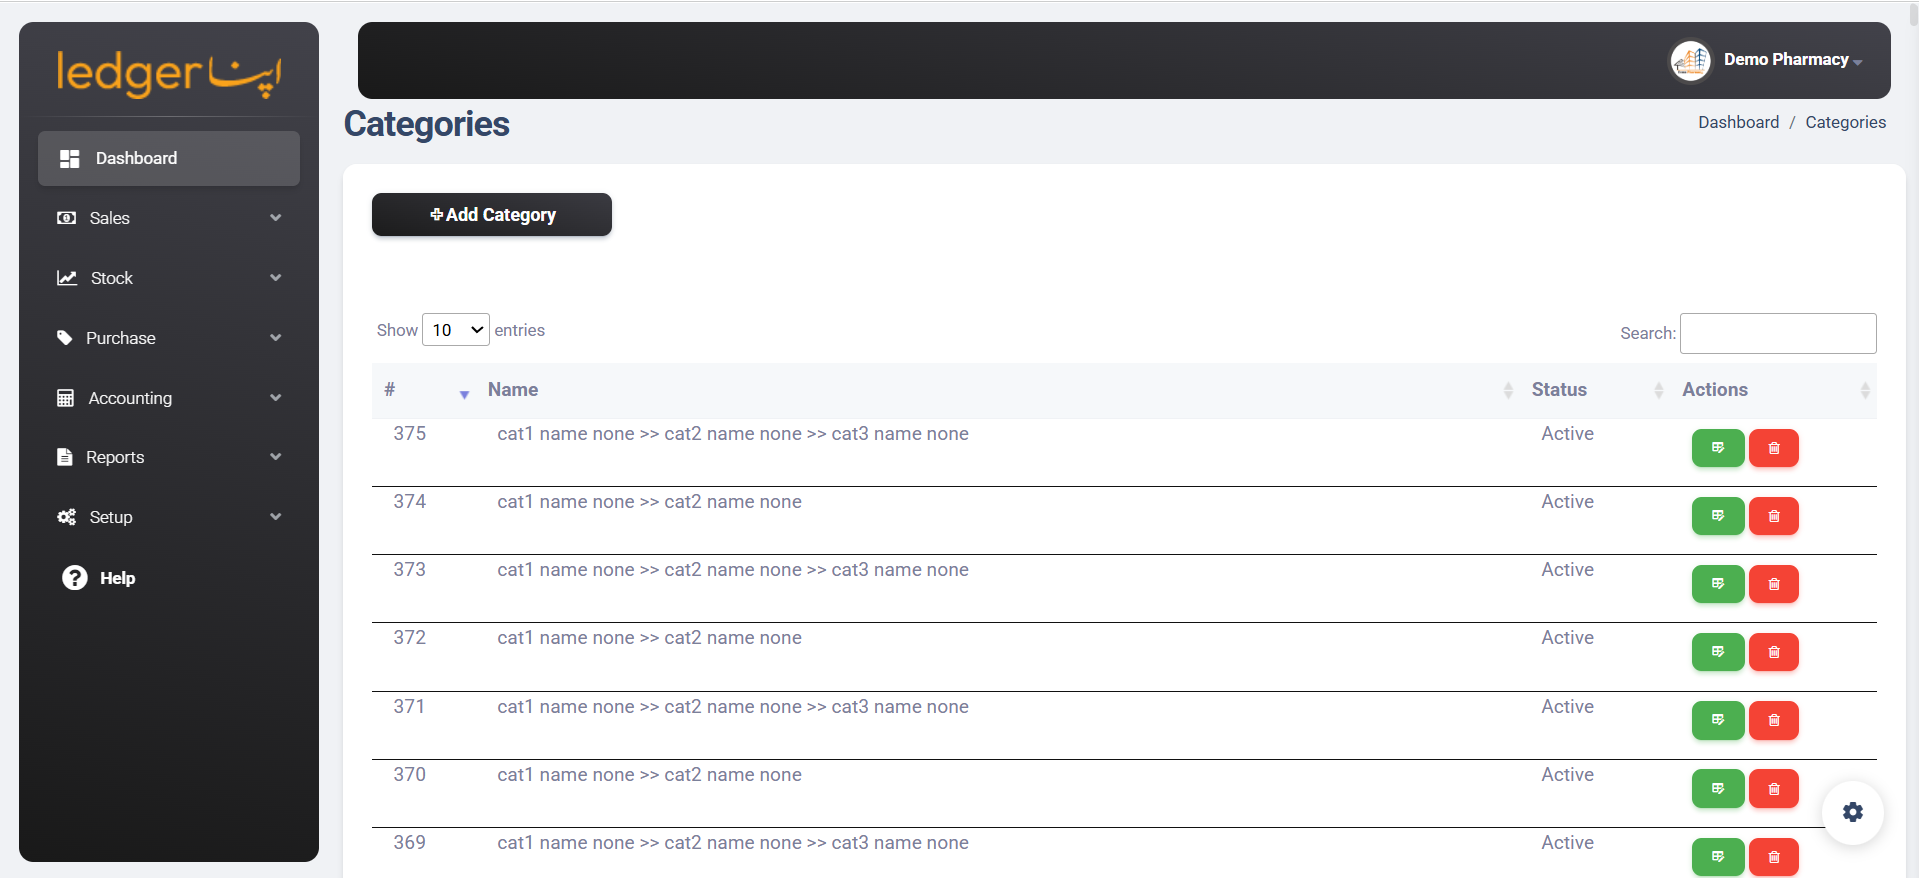 ledger اپنا
Dashboard
Sales
Stock
Purchase
Accounting
Reports
Setup
Help
Demo Pharmacy
Categories
Dashboard / Categories
Add Category
Show 10 entries
Search:
# Name Status Actions
375 cat1 name none >> cat2 name none >> cat3 name none Active
374 cat1 name none >> cat2 name none Active
373 cat1 name none >> cat2 name none >> cat3 name none Active
372 cat1 name none >> cat2 name none Active
371 cat1 name none >> cat2 name none >> cat3 name none Active
370 cat1 name none >> cat2 name none Active
369 cat1 name none >> cat2 name none >> cat3 name none Active